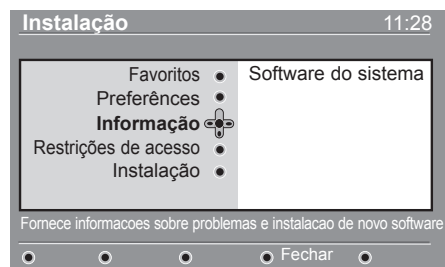 Instalação 11:28
Favoritos Software do sistema
Preferênces
Informação
Restrições de acesso
Instalação
Fornece informacoes sobre problemas e instalacao de novo software
Fechar